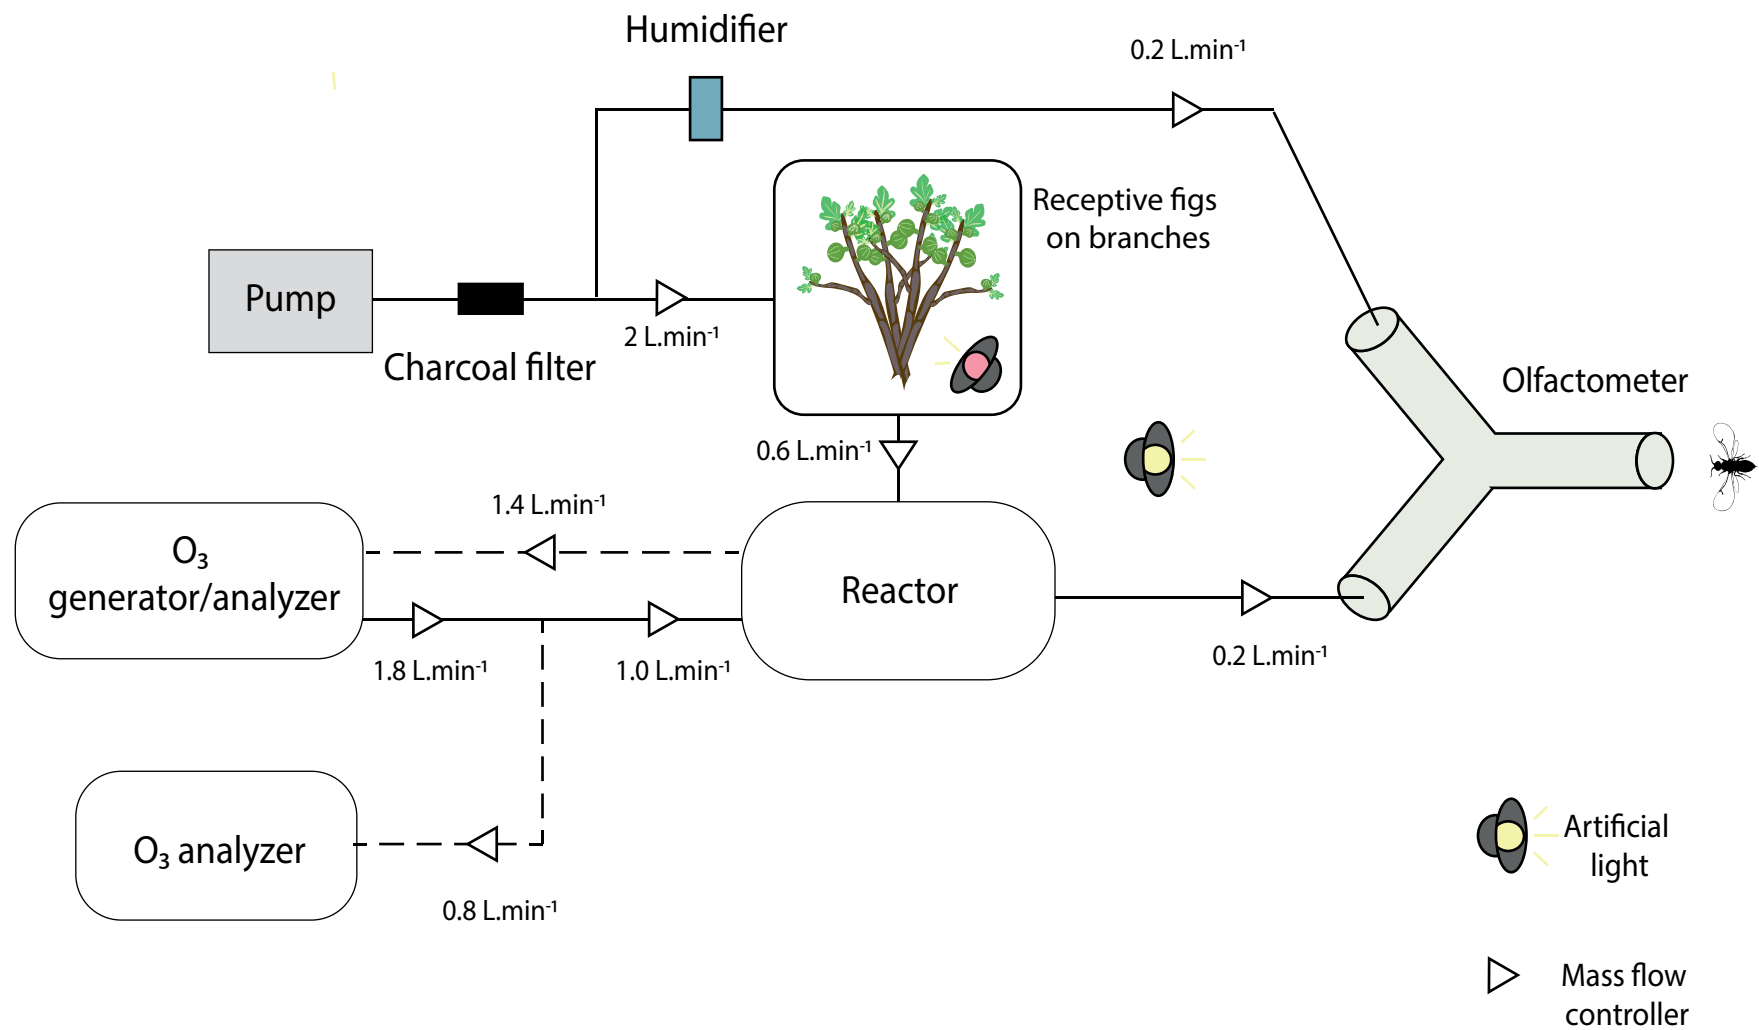 Humidifier
0.2 L.min⁻¹
Receptive figs
on branches
Pump
2 L.min⁻¹
Charcoal filter
Olfactometer
0.6 L.min⁻¹
1.4 L.min⁻¹
O₃
generator/analyzer
Reactor
1.8 L.min⁻¹
1.0 L.min⁻¹
0.2 L.min⁻¹
O₃ analyzer
0.8 L.min⁻¹
Artificial
light
Mass flow
controller